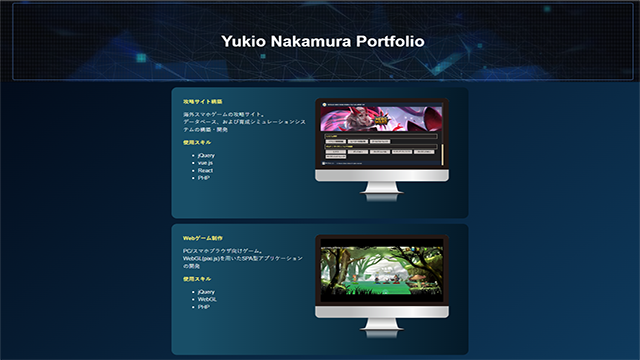 Yukio Nakamura Portfolio
攻略サイト構築
海外スマホゲームの攻略サイト。
データベース、および育成シミュレーションシス
テムの構築・開発
使用スキル
jQuery
vue.js
React
PHP
Webゲーム制作
PC/スマホブラウザ向けゲーム。
WebGL(pixi.js)を用いたSPA型アプリケーション
の開発
使用スキル
jQuery
WebGL
PHP